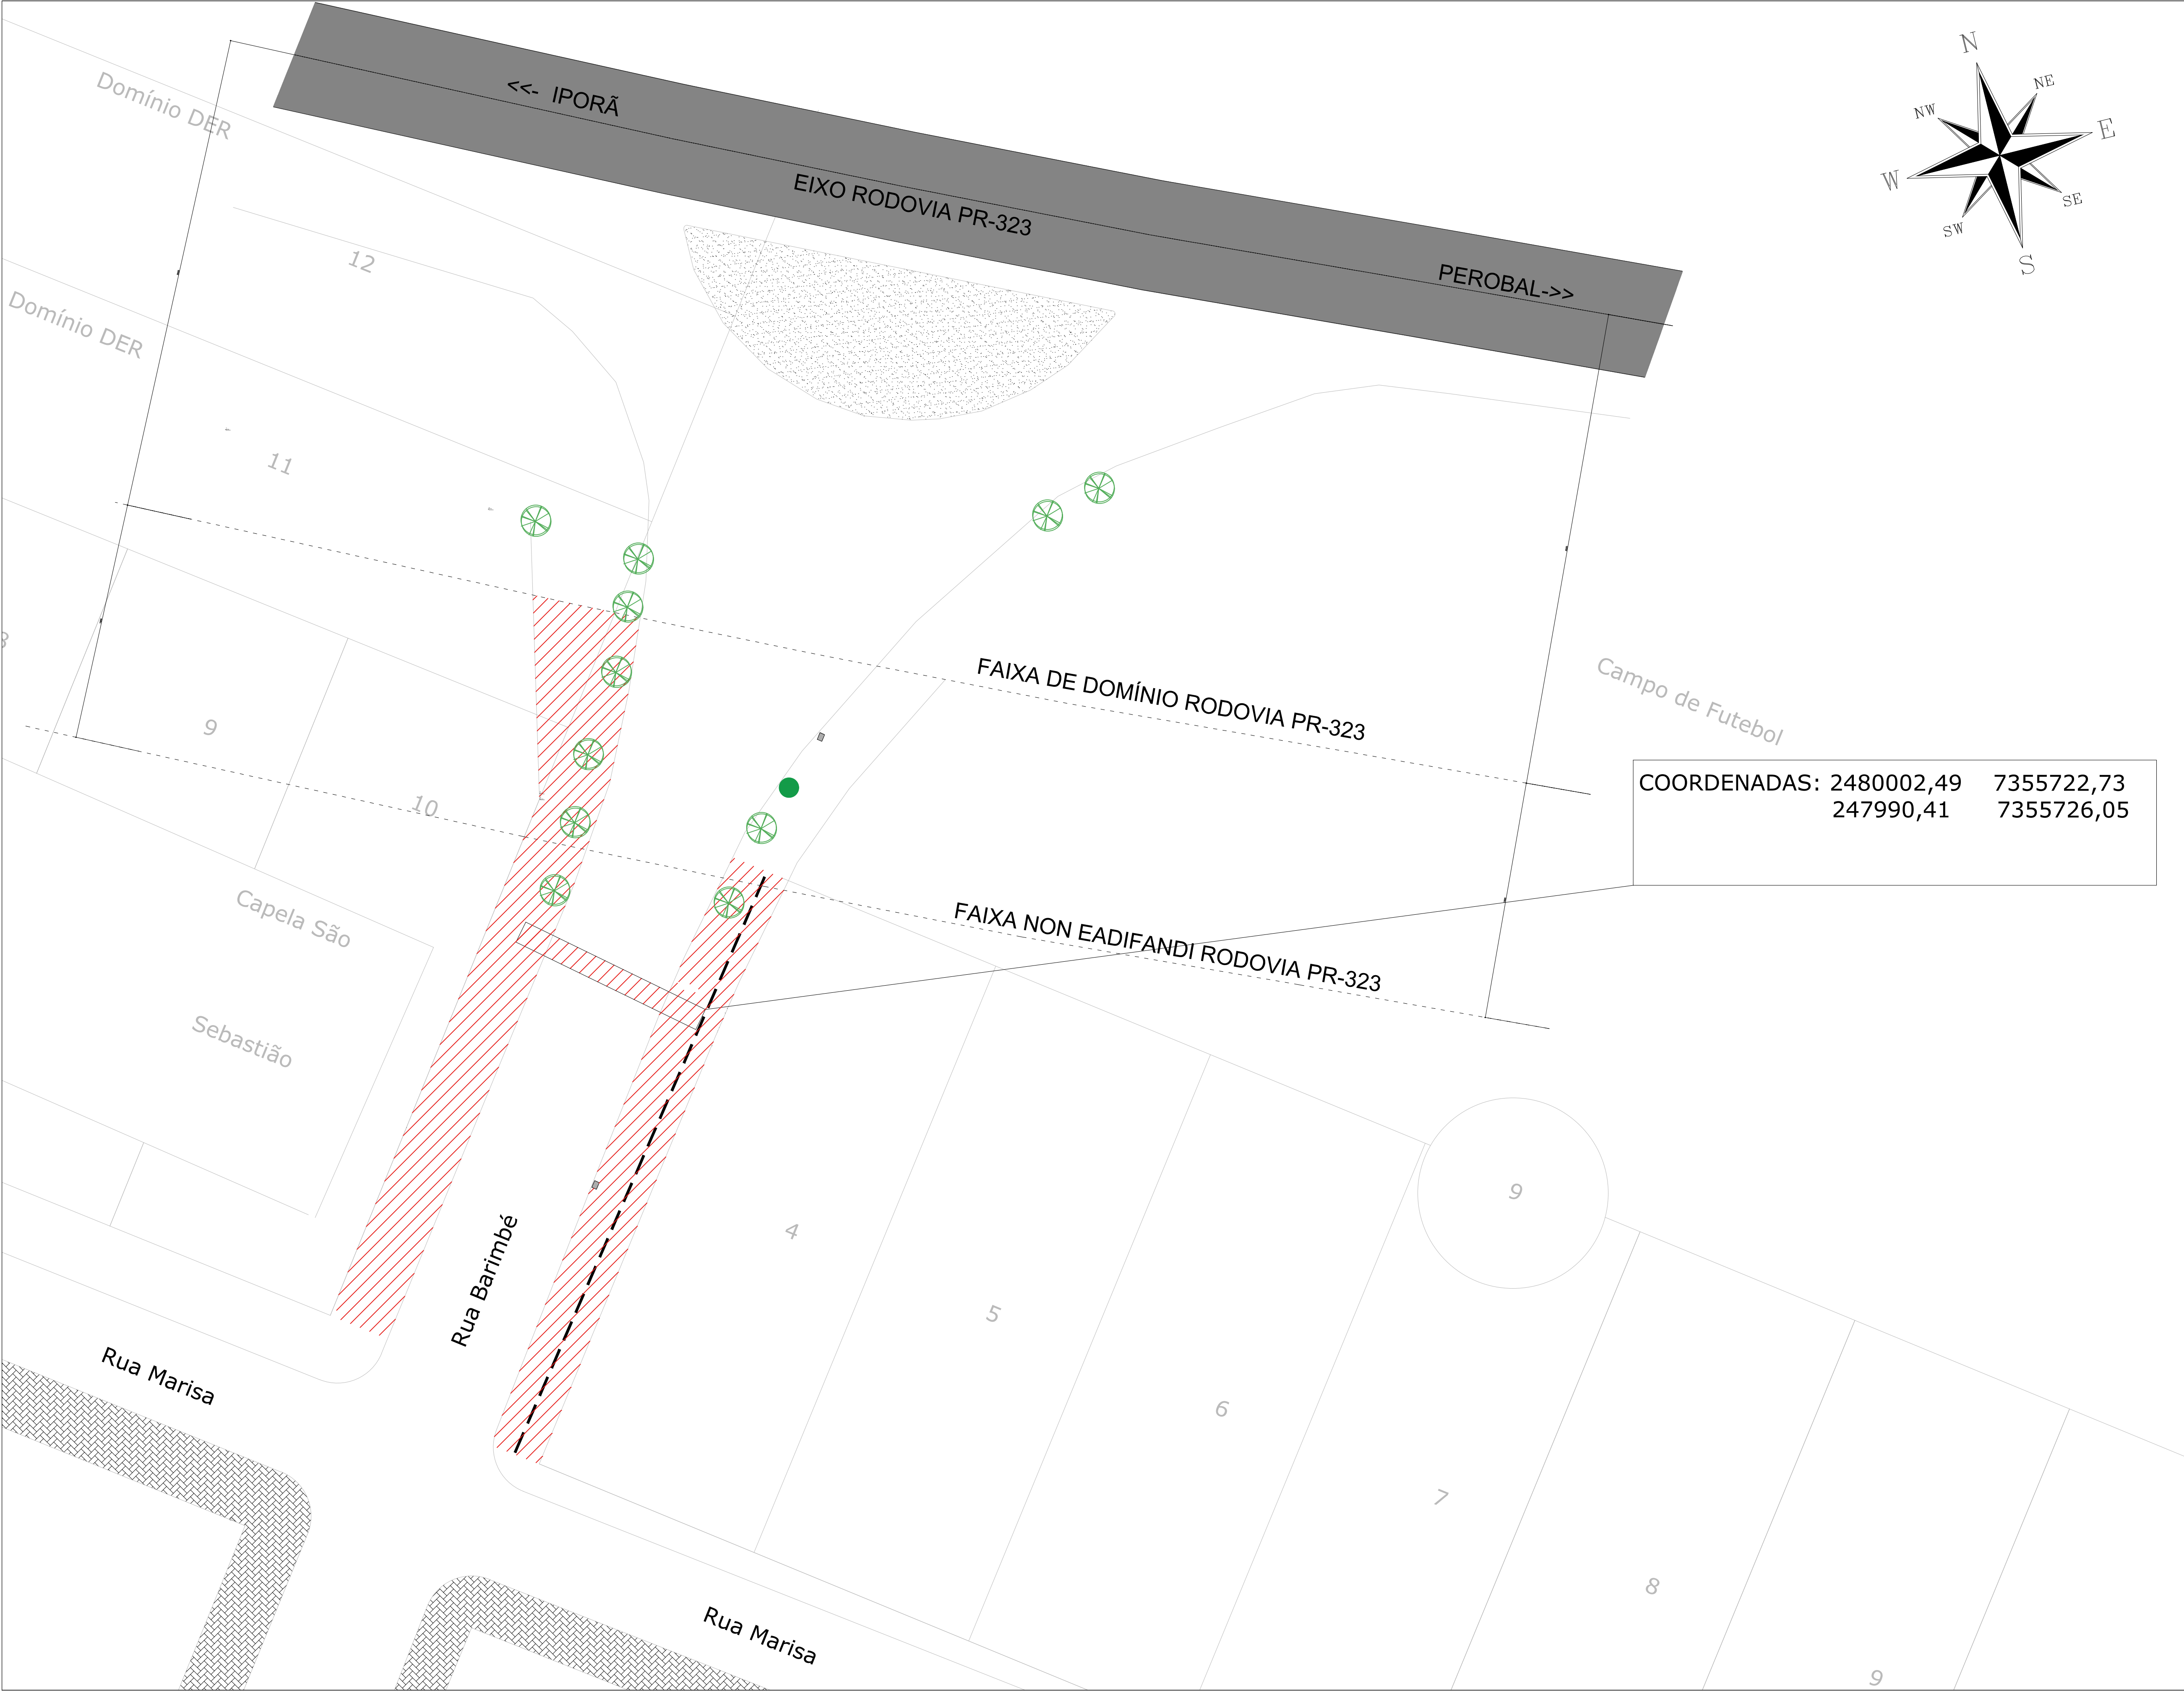 N
NE
NW
E
W
SE
SW
S
Domínio DER
<<- IPORÃ
EIXO RODOVIA PR-323
PEROBAL->>
12
Domínio DER
11
FAIXA DE DOMÍNIO RODOVIA PR-323
Campo de Futebol
9
10
COORDENADAS: 2480002,49 7355722,73
247990,41 7355726,05
Capela São
Sebastião
FAIXA NON EADIFANDI RODOVIA PR-323
Rua Barimbé
4
9
5
Rua Marisa
6
7
8
Rua Marisa
9